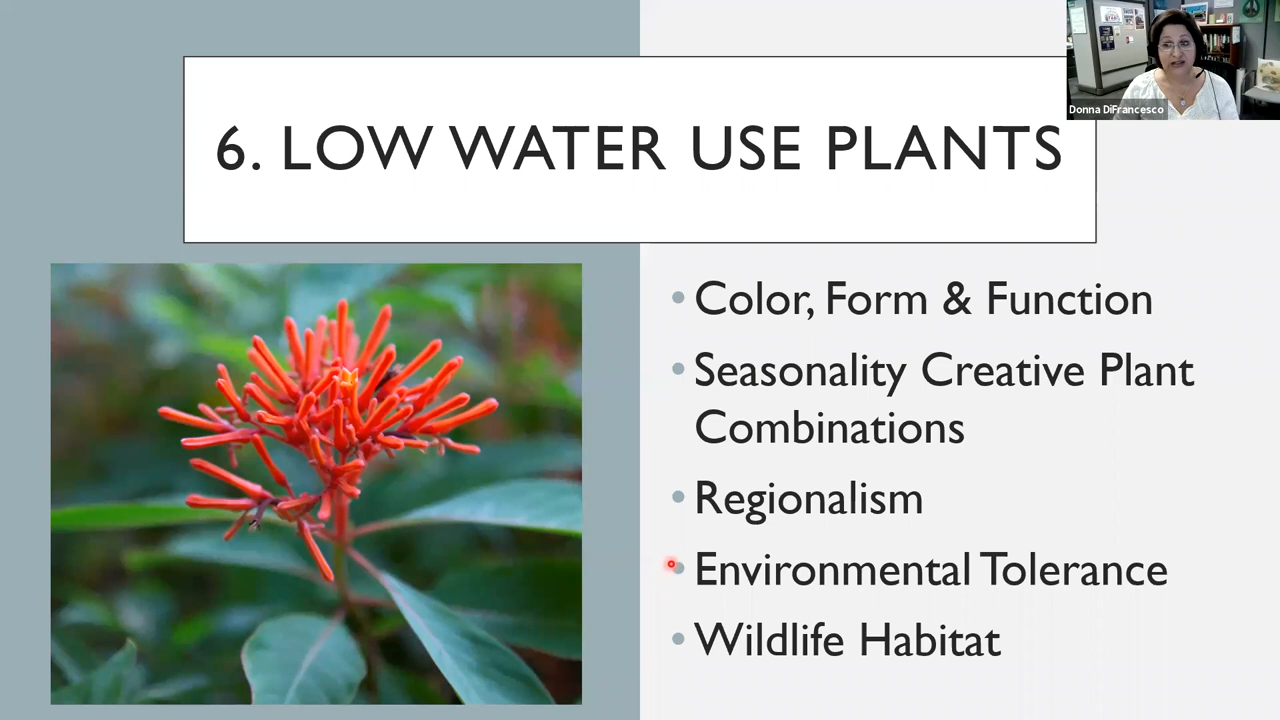 6. LOW WATER USE PLANTS
Donna DiFrancesco
• Color, Form & Function
• Seasonality Creative Plant
Combinations
• Regionalism
• Environmental Tolerance
• Wildlife Habitat